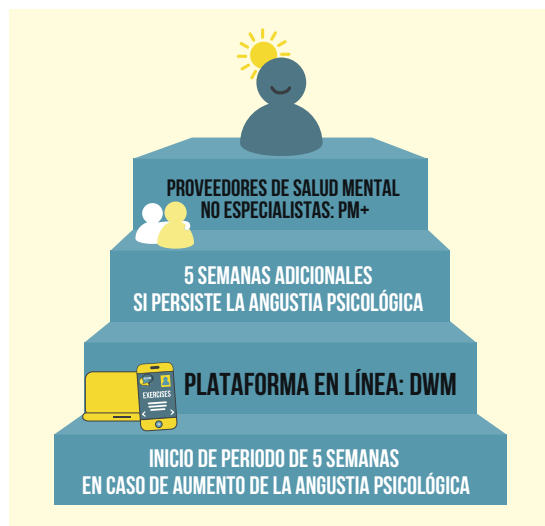 PROVEEDORES DE SALUD MENTAL
NO ESPECIALISTAS: PM+
5 SEMANAS ADICIONALES
SI PERSISTE LA ANGUSTIA PSICOLÓGICA
EXERCISES
PLATAFORMA EN LÍNEA: DWM
INICIO DE PERIODO DE 5 SEMANAS
EN CASO DE AUMENTO DE LA ANGUSTIA PSICOLÓGICA